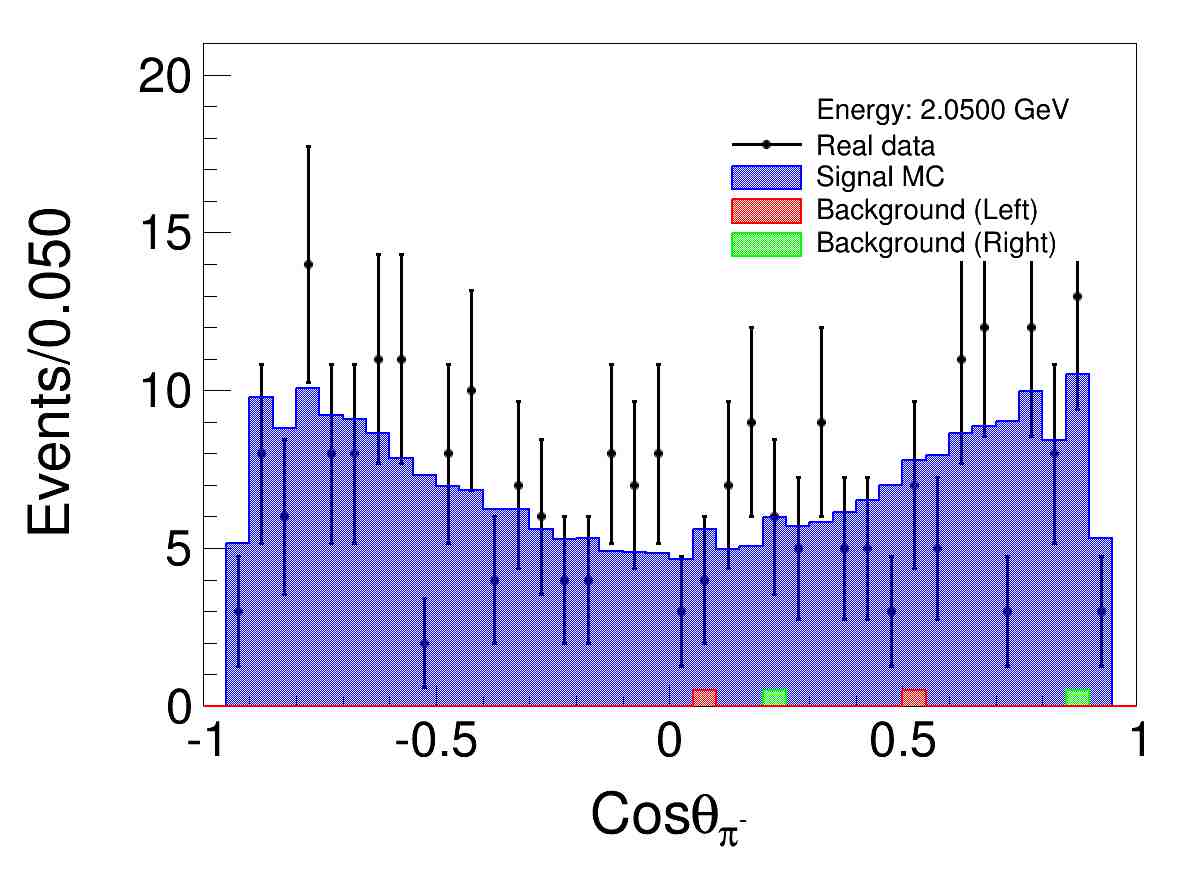 Energy: 2.0500 GeV
Real data
Signal MC
Background (Left)
Background (Right)
Events/0.050
20
15
10
5
0
-1
-0.5
0
0.5
1
Cosθπ-